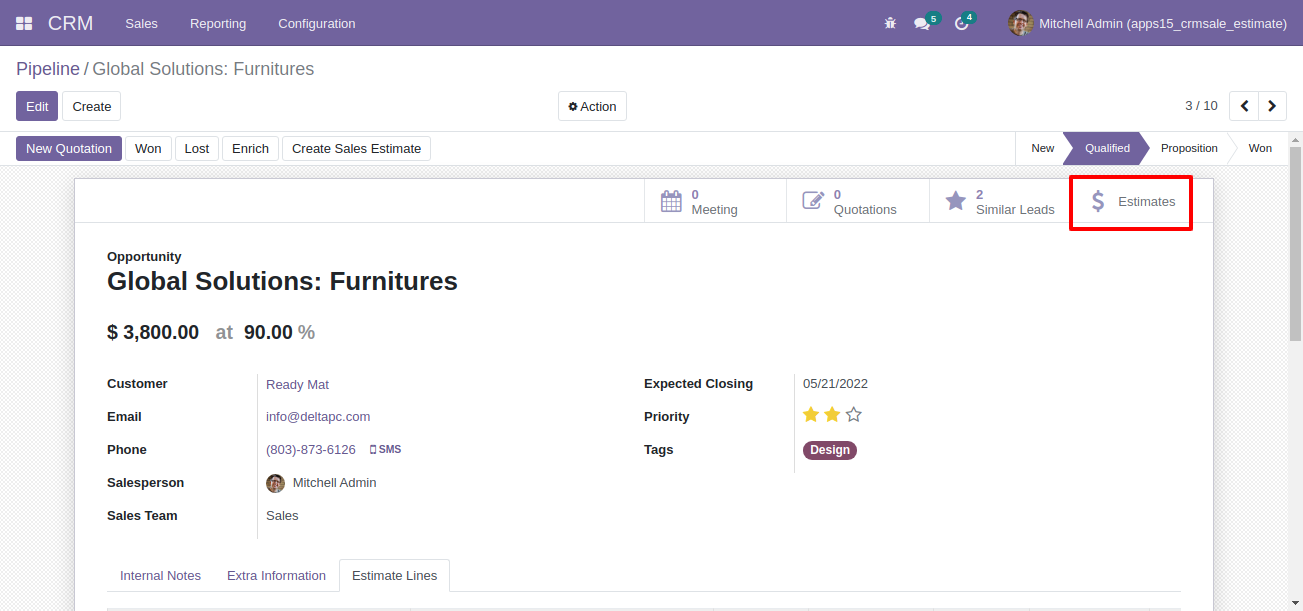 CRM Sales Reporting Configuration 5 4 Mitchell Admin (apps15_crmsale_estimate)
Pipeline / Global Solutions: Furnitures
Edit Create Action 3 / 10
New Quotation Won Lost Enrich Create Sales Estimate New Qualified Proposition Won
0 Meeting
0 Quotations
2 Similar Leads
Estimates
Opportunity
Global Solutions: Furnitures
$ 3,800.00 at 90.00 %
Customer Ready Mat
Email info@deltapc.com
Phone (803)-873-6126 SMS
Salesperson Mitchell Admin
Sales Team Sales
Expected Closing 05/21/2022
Priority
Tags Design
Internal Notes Extra Information Estimate Lines